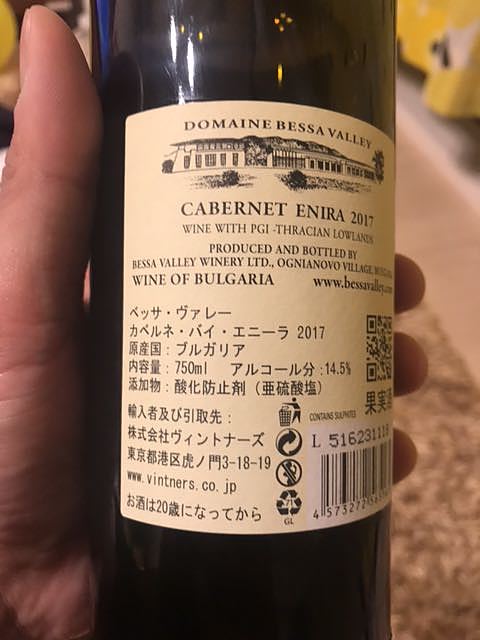 DOMAINE BESSA VALLEY
CABERNET ENIRA 2017
WINE WITH PGI -THRACIAN LOWLANDS
PRODUCED AND BOTTLED BY
BESSA VALLEY WINERY LTD., OGNIANOVO VILLAGE,
WINE OF BULGARIA www.bessavalley.com
ベッサ・ヴァレー
カベルネ・バイ・エニーラ 2017
原産国：ブルガリア
内容量：750ml アルコール分：14.5%
添加物：酸化防止剤（亜硫酸塩）
果実酒
輸入者及び引取先：
CONTAINS SULPHITES
株式会社ヴィントナーズ
L 516231118
東京都港区虎ノ門3-18-19
www.vintners.co.jp
お酒は20歳になってから
71
GL